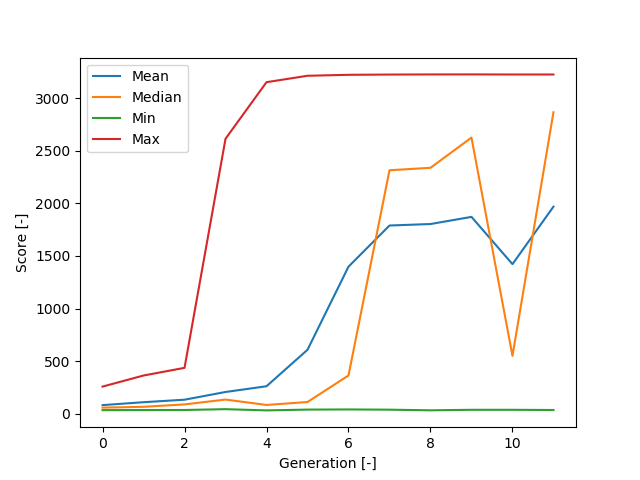 Mean
Median
Min
Max
3000
2500
2000
1500
1000
500
0
Score [-]
0 2 4 6 8 10
Generation [-]